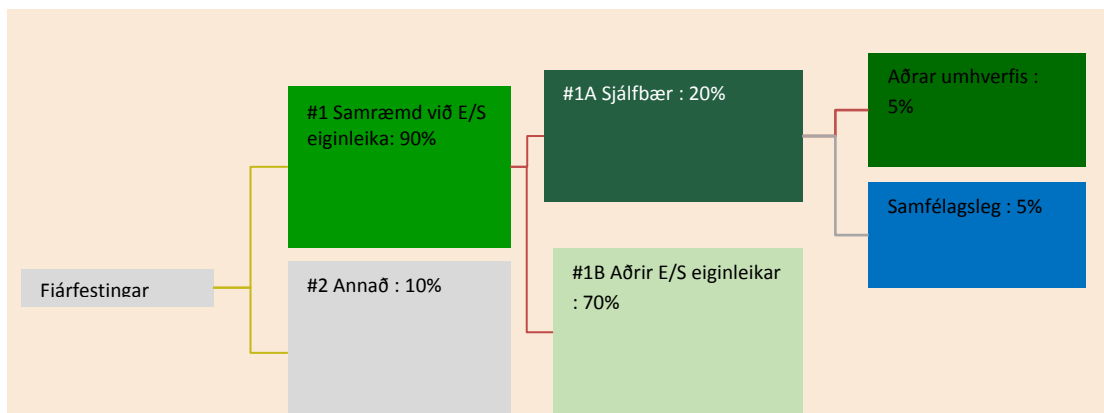 Aðrar umhverfis :
5%
#1A Sjálfbær : 20%
#1 Samræmd við E/S
eiginleika: 90%
Samfélagsleg : 5%
#1B Aðrir E/S eiginleikar
: 70%
#2 Annað : 10%
Fjárfestingar